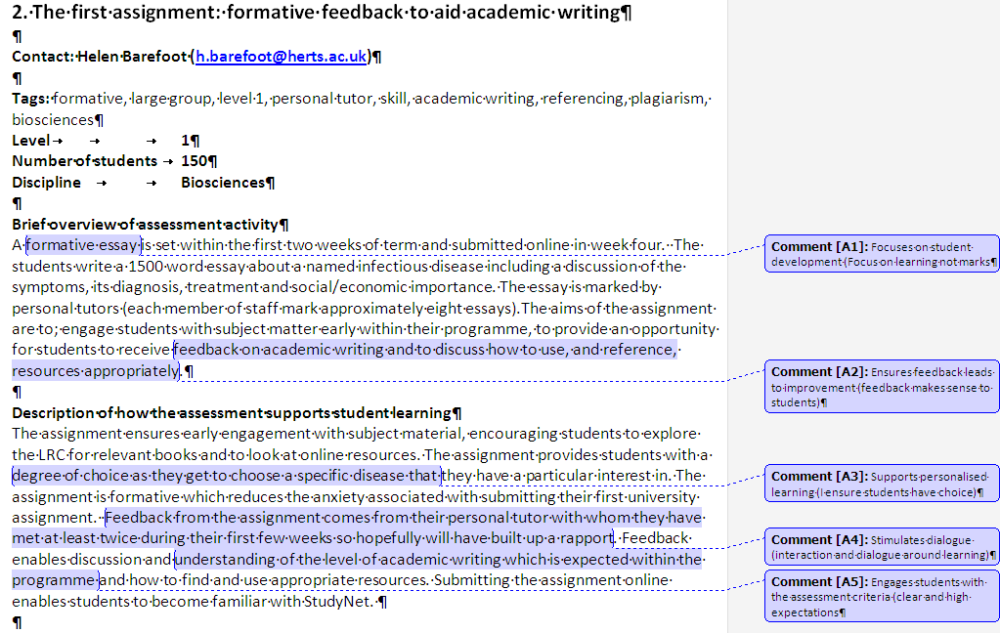 2. The first assignment: formative feedback to aid academic writing¶
¶
Contact: Helen Barefoot (h.barefoot@herts.ac.uk)¶
¶
Tags: formative, large group, level 1, personal tutor, skill, academic writing, referencing, plagiarism,
biosciences¶
Level → → → 1¶
Number of students → 150¶
Discipline → → Biosciences¶
¶
Brief overview of assessment activity¶
A formative essay is set within the first two weeks of term and submitted online in week four. The
students write a 1500 word essay about a named infectious disease including a discussion of the
symptoms, its diagnosis, treatment and social/economic importance. The essay is marked by
personal tutors (each member of staff mark approximately eight essays).The aims of the assignment
are to; engage students with subject matter early within their programme, to provide an opportunity
for students to receive feedback on academic writing and to discuss how to use, and reference,
resources appropriately. ¶
¶
Description of how the assessment supports student learning¶
The assignment ensures early engagement with subject material, encouraging students to explore
the LRC for relevant books and to look at online resources. The assignment provides students with a
degree of choice as they get to choose a specific disease that they have a particular interest in. The
assignment is formative which reduces the anxiety associated with submitting their first university
assignment. Feedback from the assignment comes from their personal tutor with whom they have
met at least twice during their first few weeks so hopefully will have built up a rapport. Feedback
enables discussion and understanding of the level of academic writing which is expected within the
programme and how to find and use appropriate resources. Submitting the assignment online
enables students to become familiar with StudyNet. ¶
¶
Comment [A1]: Focuses on student
development (Focus on learning not marks¶
Comment [A2]: Ensures feedback leads
to improvement (feedback makes sense to
students)¶
Comment [A3]: Supports personalised
learning (I ensure students have choice)¶
Comment [A4]: Stimulates dialogue
(interaction and dialogue around learning)¶
Comment [A5]: Engages students with
the assessment criteria (clear and high
expectations¶